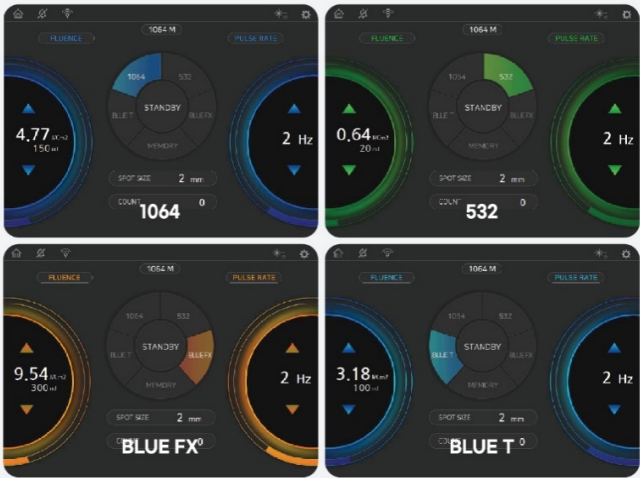 1064 M
FLUENCE
PULSE RATE
1064
532
BLUE T
STANDBY
BLUE FX
MEMORY
4.77 J/Cm2
150 mJ
2 Hz
SPOT SIZE 2 mm
COUNT 0
1064
1064 M
FLUENCE
PULSE RATE
1064
532
BLUE T
STANDBY
BLUE FX
MEMORY
0.64 J/Cm2
20 mJ
2 Hz
SPOT SIZE 2 mm
COUNT 0
532
1064 M
FLUENCE
PULSE RATE
1064
532
BLUE T
STANDBY
BLUE FX
MEMORY
9.54 J/Cm2
300 mJ
2 Hz
SPOT SIZE 2 mm
0
BLUE FX
1064 M
FLUENCE
PULSE RATE
1064
532
BLUE T
STANDBY
BLUE FX
MEMORY
3.18 J/Cm2
100 mJ
2 Hz
SPOT SIZE 2 mm
0
BLUE T